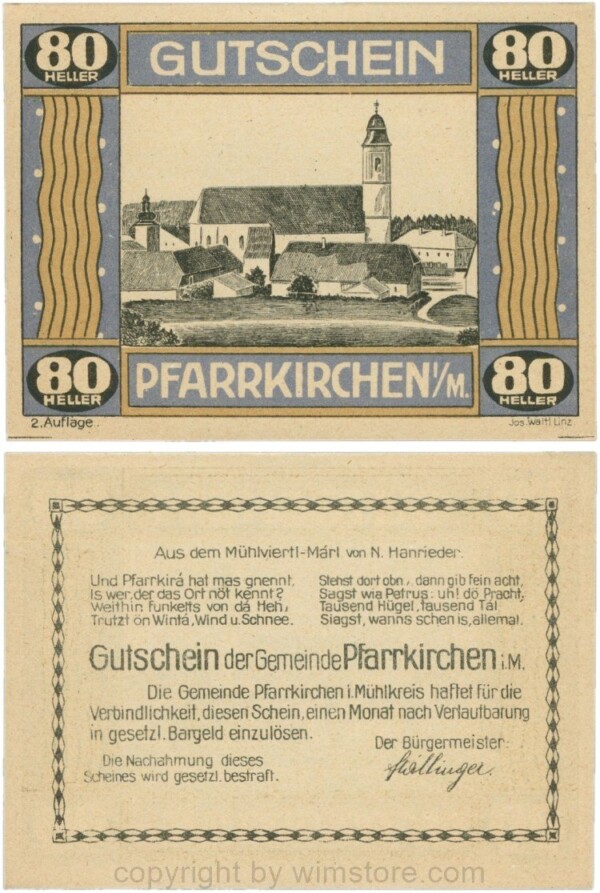 80 HELLER
GUTSCHEIN
80 HELLER
80 HELLER
PFARRKIRCHEN i/M.
80 HELLER
2. Auflage.
Jos. Waltl Linz
Aus dem Mühlviertl-Márl von N. Hanrieder.
Und Pfarrkirá hat mas gnennt,
Is wer, der das Ort nöt kennt?
Weithin funkelts von dá Heh,
Trutzt ön Wintá, Wind u. Schnee.
Stehst dort obn, dann gib fein acht,
Sagst wia Petrus: uh! dö Pracht,
Tausend Hügel, tausend Tál
Siagst, wanns schen is, allemal.
Gutschein der Gemeinde Pfarrkirchen i.M.
Die Gemeinde Pfarrkirchen i. Mühlkreis haftet für die
Verbindlichkeit, diesen Schein, einen Monat nach Verlautbarung
in gesetzl. Bargeld einzulösen.
Der Bürgermeister:
Die Nachahmung dieses
Scheines wird gesetzl. bestraft.
copyright by wimstore.com